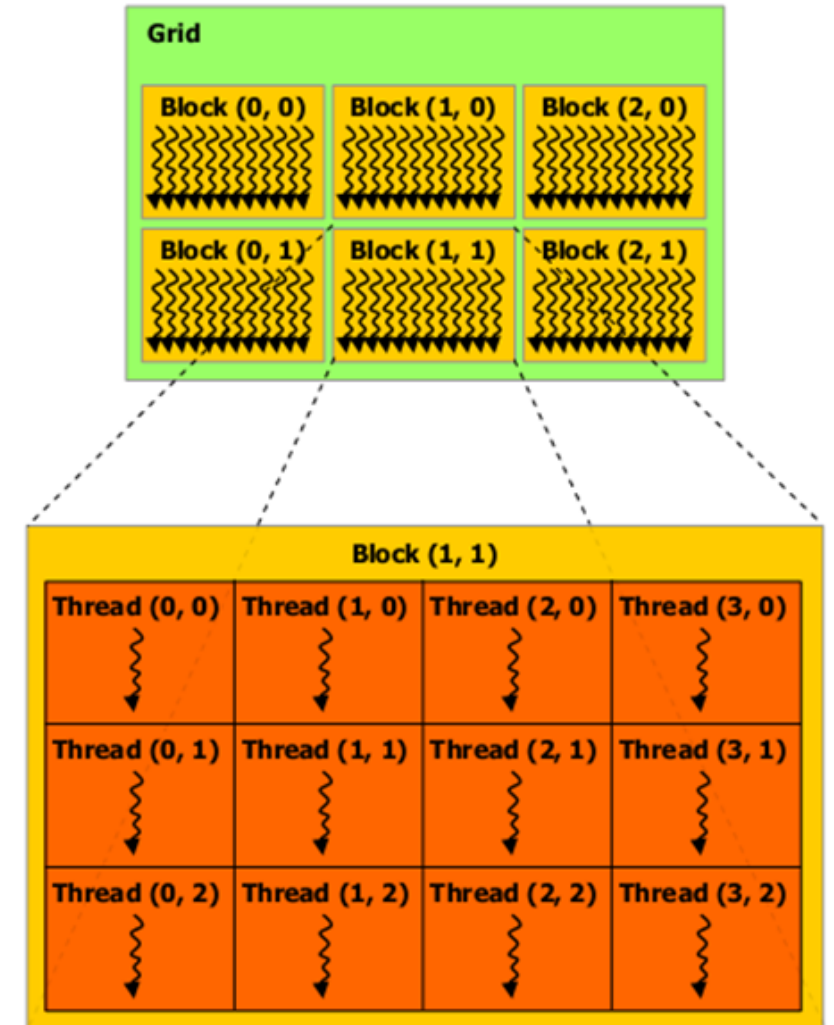 Grid
Block (0, 0) Block (1, 0) Block (2, 0)
Block (0, 1) Block (1, 1) Block (2, 1)
Block (1, 1)
Thread (0, 0) Thread (1, 0) Thread (2, 0) Thread (3, 0)
Thread (0, 1) Thread (1, 1) Thread (2, 1) Thread (3, 1)
Thread (0, 2) Thread (1, 2) Thread (2, 2) Thread (3, 2)